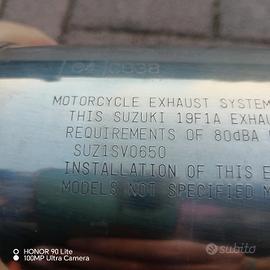 MOTORCYCLE EXHAUST SYSTEM
THIS SUZUKI 19F1A EXHAU
REQUIREMENTS OF 80dBA
SUZ1SV0650
INSTALLATION OF THIS E
MODELS NOT SPECIFIED M
HONOR 90 Lite
100MP Ultra Camera
subito